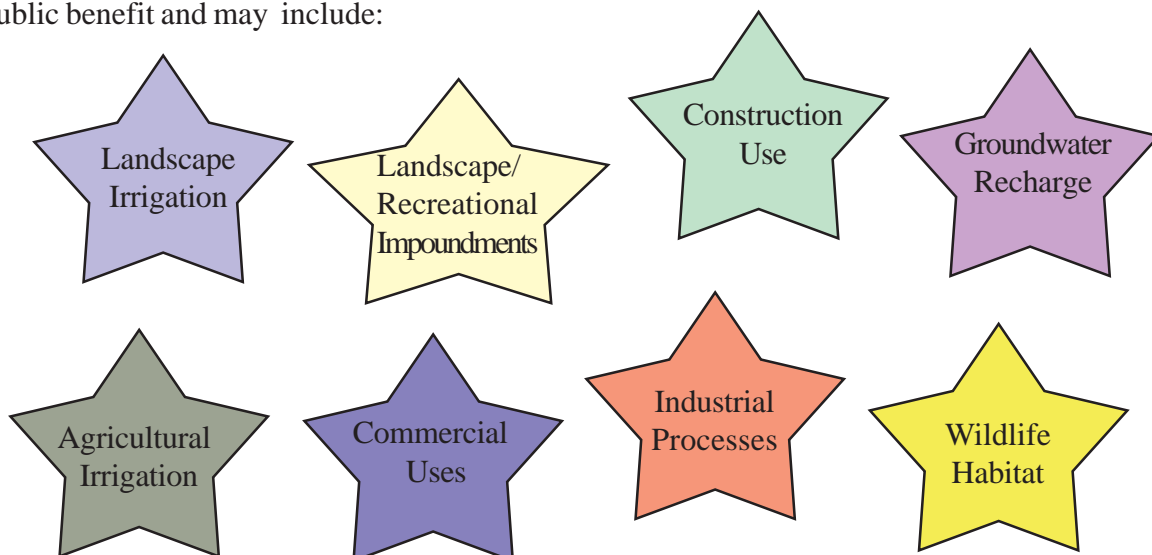 ublic benefit and may include:
Landscape
Irrigation
Landscape/
Recreational
Impoundments
Construction
Use
Groundwater
Recharge
Agricultural
Irrigation
Commercial
Uses
Industrial
Processes
Wildlife
Habitat